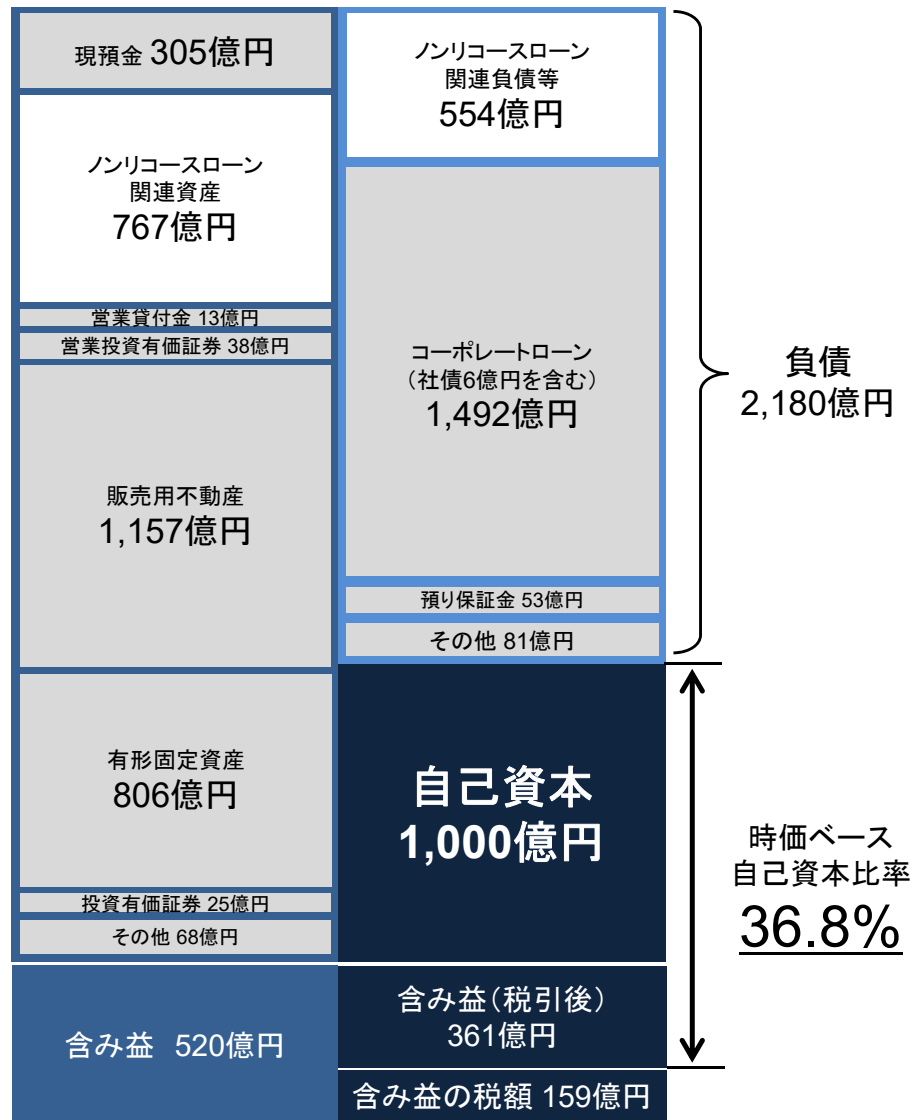 現預金 305億円
ノンリコースローン
関連資産
767億円
営業貸付金 13億円
営業投資有価証券 38億円
販売用不動産
1,157億円
有形固定資産
806億円
投資有価証券 25億円
その他 68億円
含み益 520億円
ノンリコースローン
関連負債等
554億円
コーポレートローン
（社債6億円を含む）
1,492億円
預り保証金 53億円
その他 81億円
自己資本
1,000億円
含み益（税引後）
361億円
含み益の税額 159億円
負債
2,180億円
時価ベース
自己資本比率
36.8%